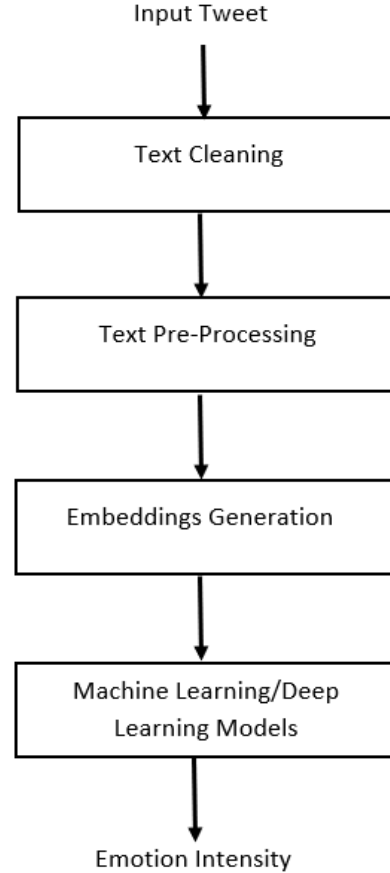 Input Tweet
Text Cleaning
Text Pre-Processing
Embeddings Generation
Machine Learning/Deep
Learning Models
Emotion Intensity